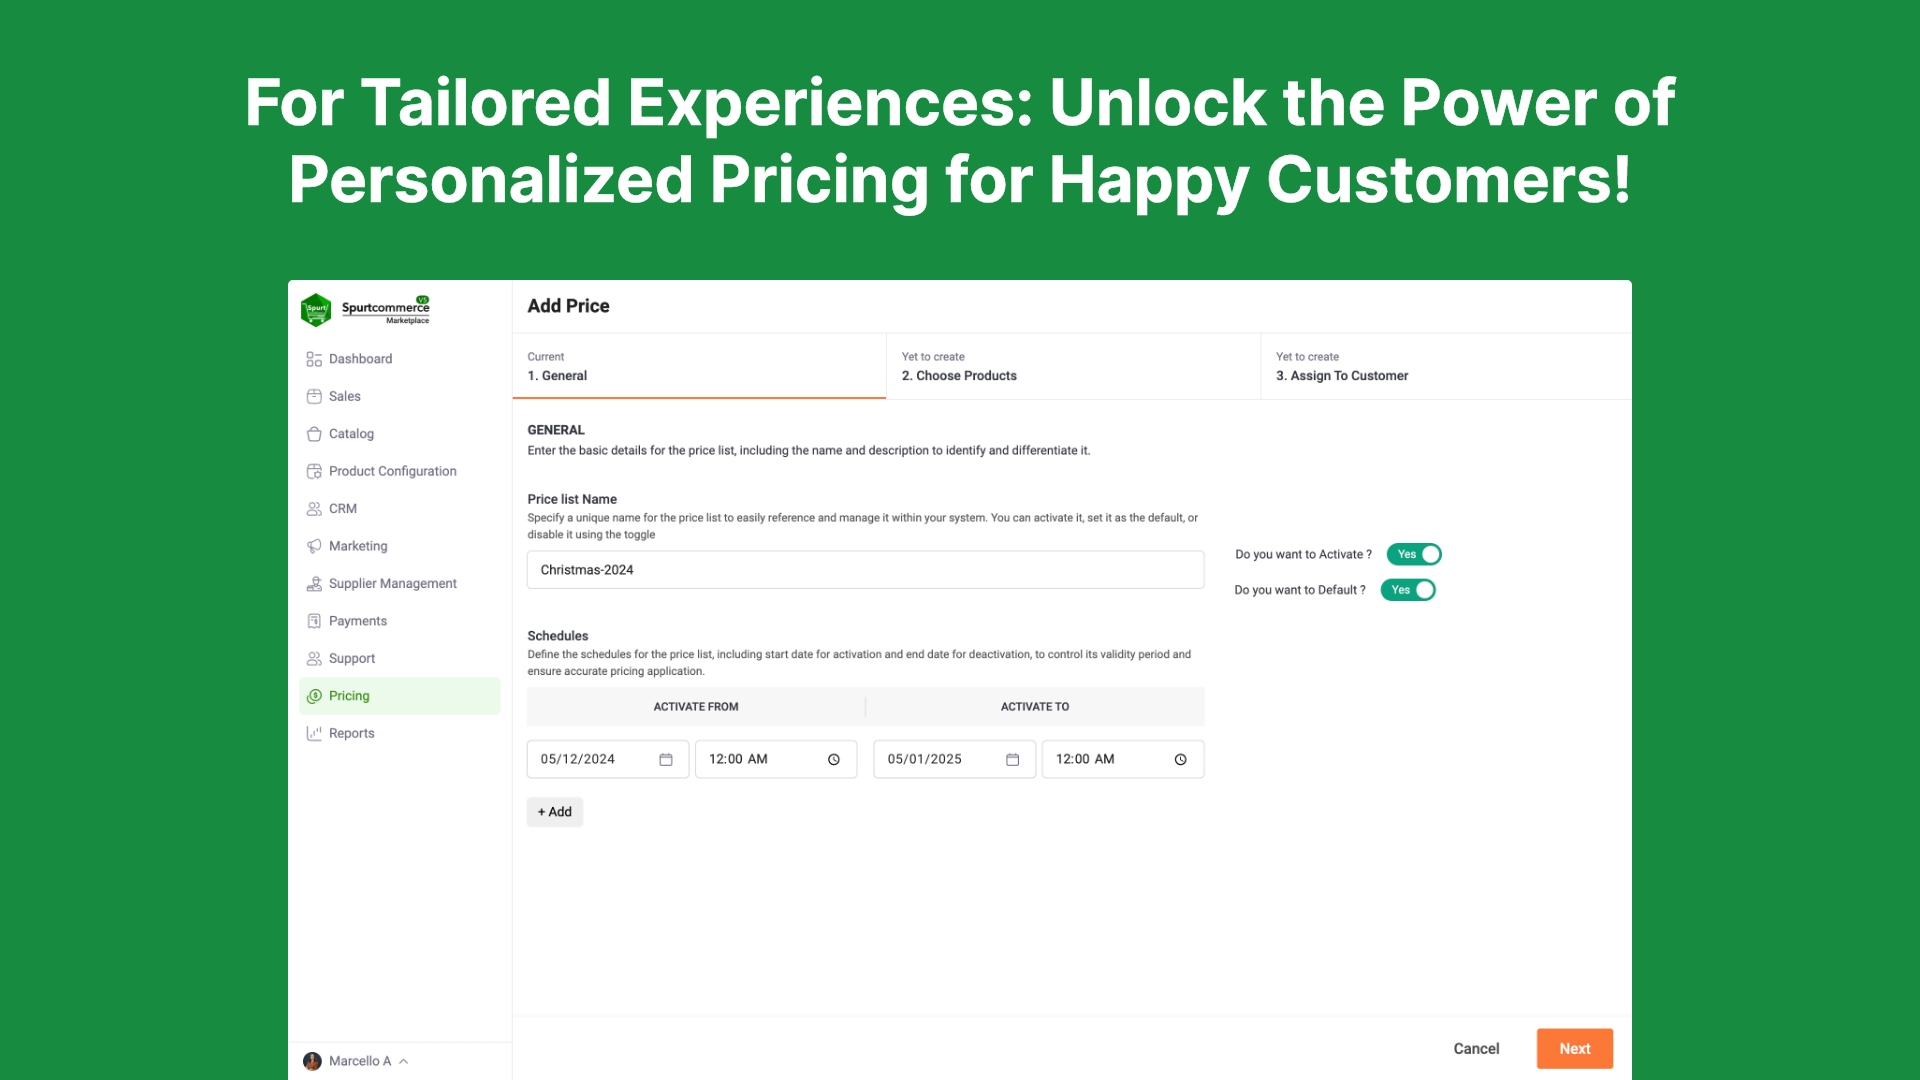 For Tailored Experiences: Unlock the Power of
Personalized Pricing for Happy Customers!
Spurt
Spurtcommerce
V5
Marketplace
Dashboard
Sales
Catalog
Product Configuration
CRM
Marketing
Supplier Management
Payments
Support
Pricing
Reports
Marcello A
Add Price
Current
1. General
Yet to create
2. Choose Products
Yet to create
3. Assign To Customer
GENERAL
Enter the basic details for the price list, including the name and description to identify and differentiate it.
Price list Name
Specify a unique name for the price list to easily reference and manage it within your system. You can activate it, set it as the default, or
disable it using the toggle
Christmas-2024
Do you want to Activate ? Yes
Do you want to Default ? Yes
Schedules
Define the schedules for the price list, including start date for activation and end date for deactivation, to control its validity period and
ensure accurate pricing application.
ACTIVATE FROM ACTIVATE TO
05/12/2024 12:00 AM 05/01/2025 12:00 AM
+ Add
Cancel Next